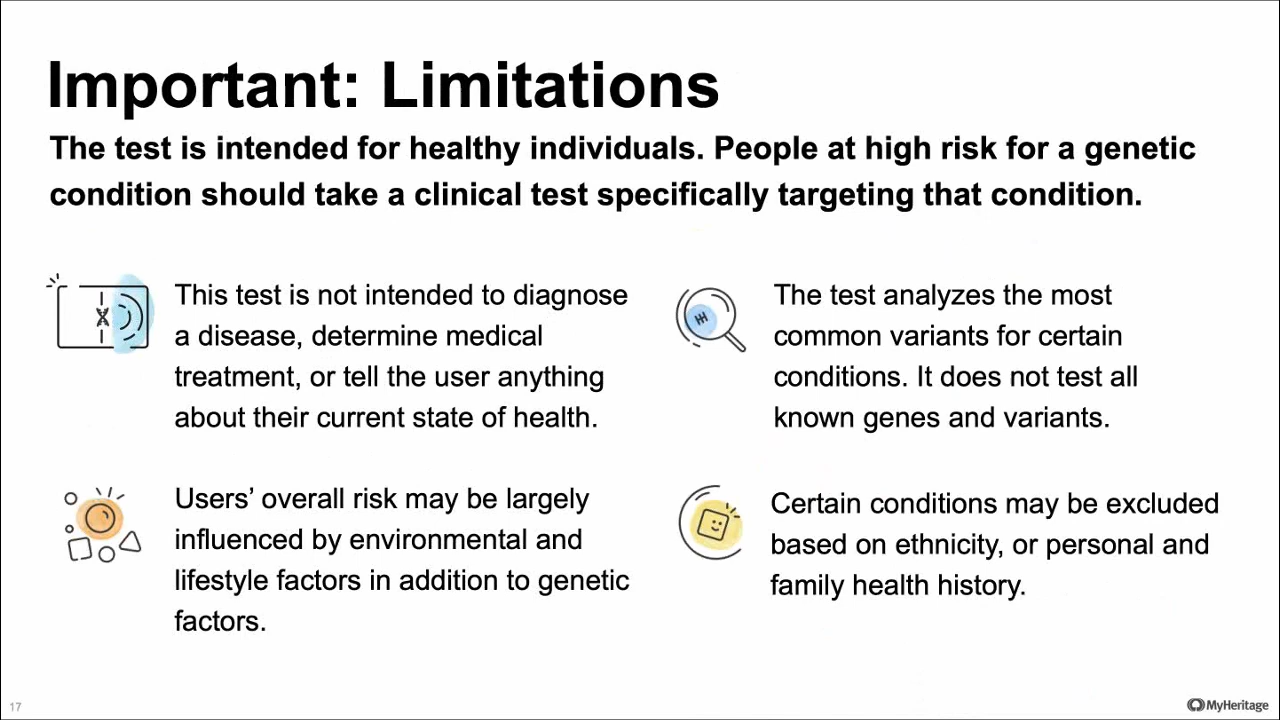 Important: Limitations
The test is intended for healthy individuals. People at high risk for a genetic
condition should take a clinical test specifically targeting that condition.
This test is not intended to diagnose
a disease, determine medical
treatment, or tell the user anything
about their current state of health.
The test analyzes the most
common variants for certain
conditions. It does not test all
known genes and variants.
Users’ overall risk may be largely
influenced by environmental and
lifestyle factors in addition to genetic
factors.
Certain conditions may be excluded
based on ethnicity, or personal and
family health history.
17
MyHeritage